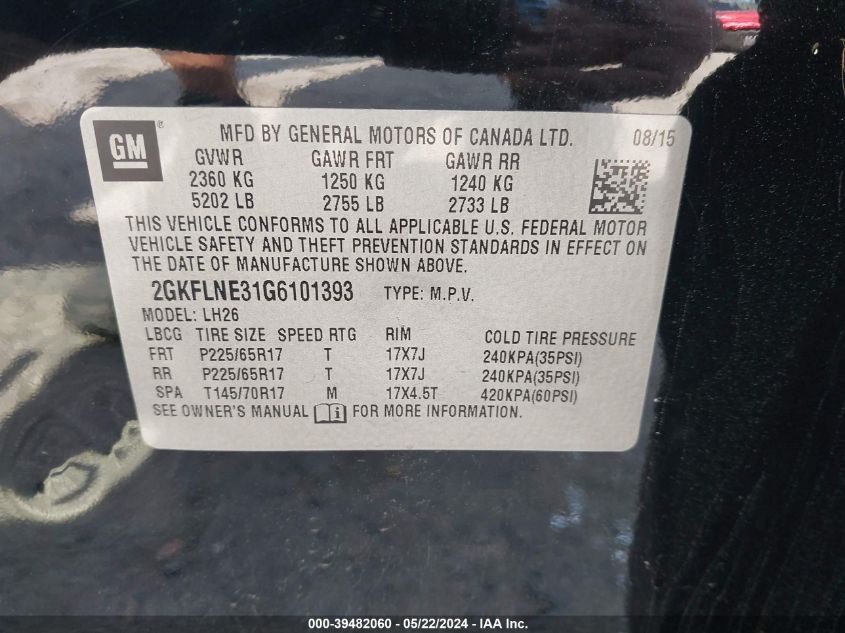 GM ® MFD BY GENERAL MOTORS OF CANADA LTD. 08/15
GVWR GAWR FRT GAWR RR
2360 KG 1250 KG 1240 KG
5202 LB 2755 LB 2733 LB
THIS VEHICLE CONFORMS TO ALL APPLICABLE U.S. FEDERAL MOTOR
VEHICLE SAFETY AND THEFT PREVENTION STANDARDS IN EFFECT ON
THE DATE OF MANUFACTURE SHOWN ABOVE.
2GKFLNE31G6101393 TYPE: M.P.V.
MODEL: LH26
LBCG TIRE SIZE SPEED RTG RIM COLD TIRE PRESSURE
FRT P225/65R17 T 17X7J 240KPA(35PSI)
RR P225/65R17 T 17X7J 240KPA(35PSI)
SPA T145/70R17 M 17X4.5T 420KPA(60PSI)
SEE OWNER'S MANUAL i FOR MORE INFORMATION.
000-39482060 - 05/22/2024 - IAA Inc.